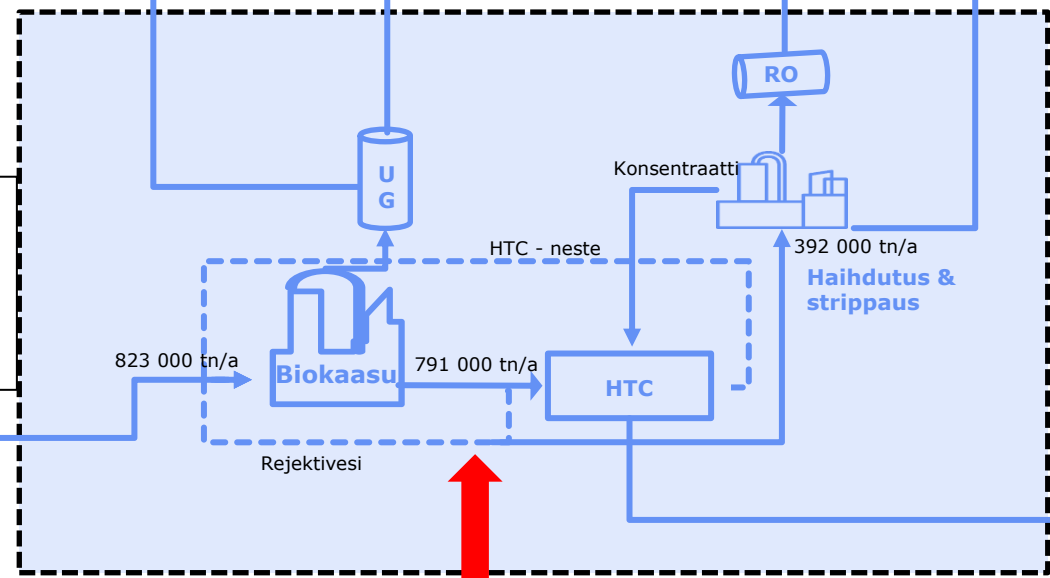 RO
Konsentraatti
U
G
HTC - neste
392 000 tn/a
Haihdutus &
strippaus
823 000 tn/a
Biokaasu
791 000 tn/a
HTC
Rejektivesi